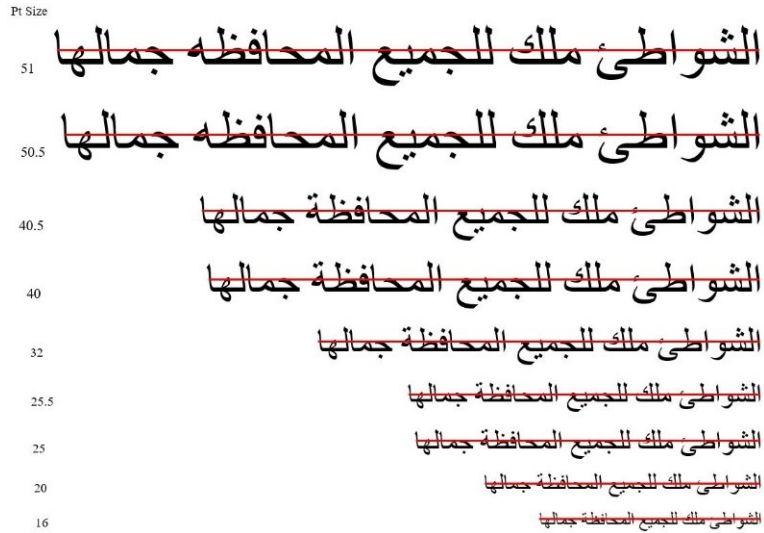 Pt Size
51 الشواطئ ملك للجميع المحافظه جمالها
50.5 الشواطئ ملك للجميع المحافظه جمالها
40.5 الشواطئ ملك للجميع المحافظة جمالها
40 الشواطئ ملك للجميع المحافظة جمالها
32 الشواطئ ملك للجميع المحافظة جمالها
25.5 الشواطئ ملك للجميع المحافظة جمالها
25 الشواطئ ملك للجميع المحافظة جمالها
20 الشواطئ ملك للجميع المحافظة جمالها
16 الشواطئ ملك للجميع المحافظة جمالها